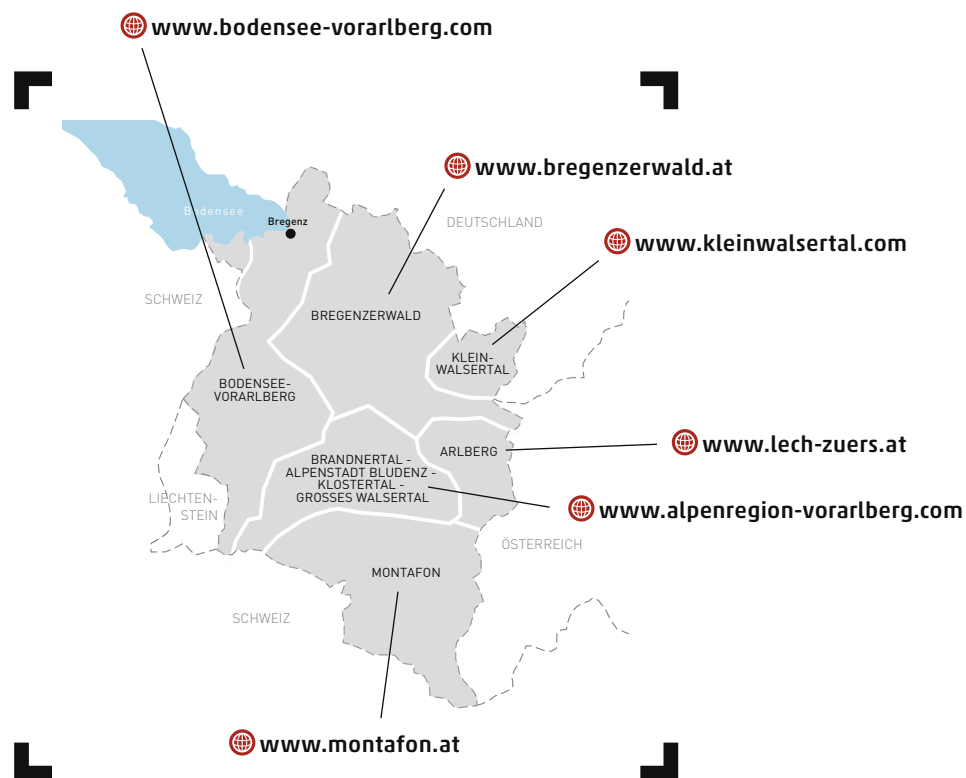 www.bodensee-vorarlberg.com
www.bregenzerwald.at
Bodensee
Bregenz
DEUTSCHLAND
www.kleinwalsertal.com
SCHWEIZ
BREGENZERWALD
KLEIN-
WALSERTAL
BODENSEE-
VORARLBERG
www.lech-zuers.at
ARLBERG
BRANDNERTAL -
ALPENSTADT BLUDENZ -
KLOSTERTAL -
GROSSES WALSERTAL
LIECHTEN-
STEIN
www.alpenregion-vorarlberg.com
ÖSTERREICH
MONTAFON
SCHWEIZ
www.montafon.at